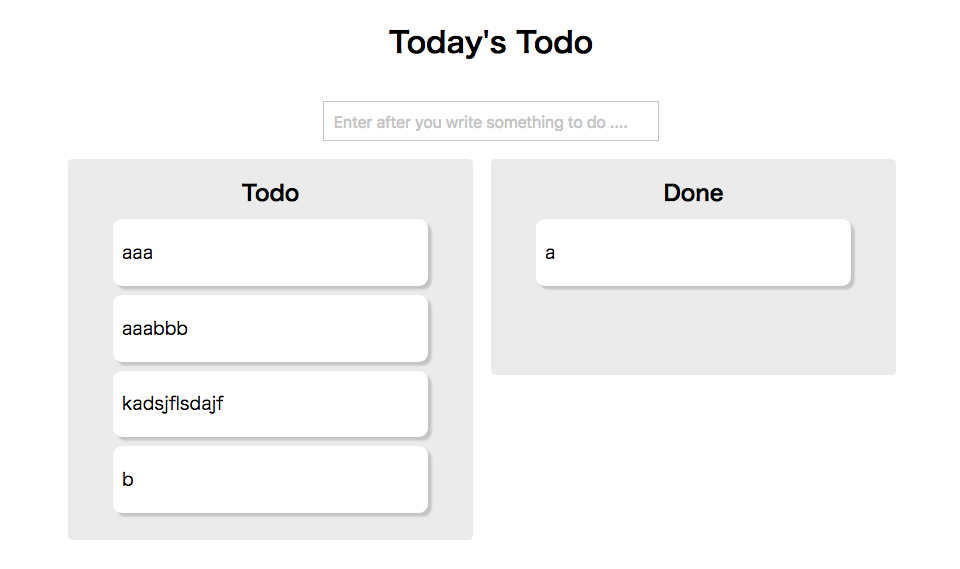 Today's Todo
Enter after you write something to do ....
Todo
aaa
aaabbb
kadsjflsdajf
b
Done
a